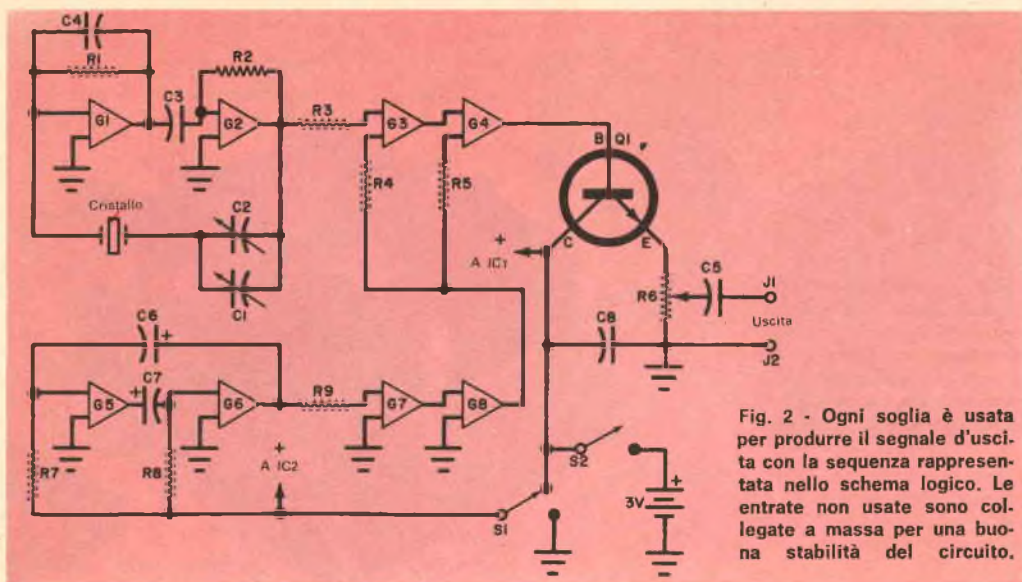 C4
R1
R2
G1
C3
G2
R3
G3
G4
B Q1
R4
R5
Cristallo
C2
C1
C
E
+
A IC1
R6
C5
J1
Uscita
J2
C8
C6
+
+
C7
G5
G6
R9
G7
G8
R7
R8
+
A IC2
S1
S2
+
3V
Fig. 2 - Ogni soglia è usata
per produrre il segnale d'usci-
ta con la sequenza rappresen-
tata nello schema logico. Le
entrate non usate sono col-
legate a massa per una buo-
na stabilità del circuito.